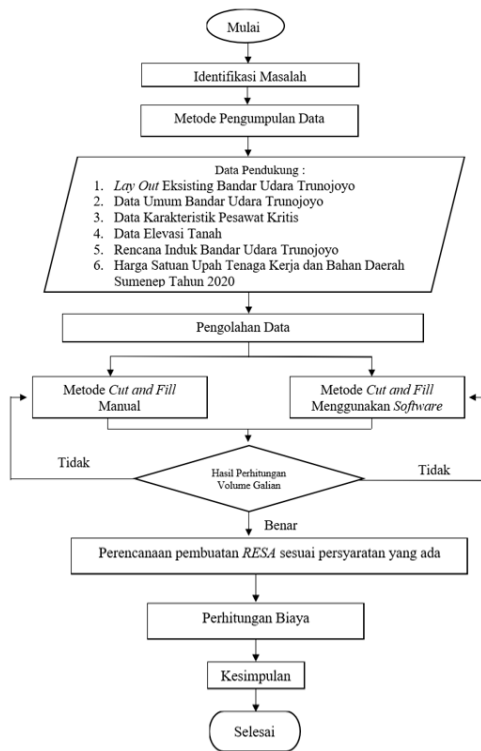 Mulai
Identifikasi Masalah
Metode Pengumpulan Data
Data Pendukung :
1. Lay Out Eksisting Bandar Udara Trunojoyo
2. Data Umum Bandar Udara Trunojoyo
3. Data Karakteristik Pesawat Kritis
4. Data Elevasi Tanah
5. Rencana Induk Bandar Udara Trunojoyo
6. Harga Satuan Upah Tenaga Kerja dan Bahan Daerah
Sumenep Tahun 2020
Pengolahan Data
Metode Cut and Fill
Manual
Metode Cut and Fill
Menggunakan Software
Tidak
Hasil Perhitungan
Volume Galian
Tidak
Benar
Perencanaan pembuatan RESA sesuai persyaratan yang ada
Perhitungan Biaya
Kesimpulan
Selesai